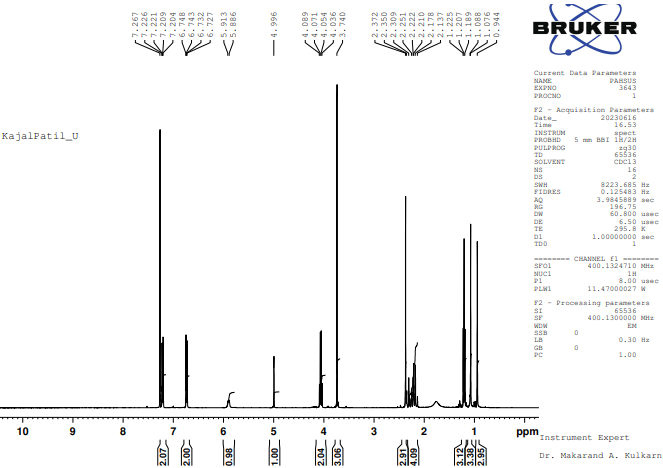 7.267
7.226
7.221
7.209
7.204
6.748
6.743
6.732
6.727
5.913
5.886
4.996
4.089
4.071
4.054
4.036
3.740
2.372
2.350
2.309
2.251
2.222
2.210
2.178
2.137
1.225
1.207
1.189
1.088
1.076
0.944
BRUKER
KajalPatil_U
Current Data Parameters
NAME PAHSUS
EXPNO 3643
PROCNO 1
F2 - Acquisition Parameters
Date_ 20230616
Time 16.53
INSTRUM spect
PROBHD 5 mm BBI 1H/2H
PULPROG zg30
TD 65536
SOLVENT CDCl3
NS 16
DS 2
SWH 8223.685 Hz
FIDRES 0.125483 Hz
AQ 3.9845889 sec
RG 196.75
DW 60.800 usec
DE 6.50 usec
TE 295.8 K
D1 1.00000000 sec
TD0 1
======== CHANNEL f1 ========
SFO1 400.1324710 MHz
NUC1 1H
P1 8.00 usec
PLW1 11.47000027 W
F2 - Processing parameters
SI 65536
SF 400.1300000 MHz
WDW EM
SSB 0
LB 0.30 Hz
GB 0
PC 1.00
10 9 8 7 6 5 4 3 2 1 ppm
2.07
2.00
0.98
1.00
2.04
3.06
2.91
4.09
3.12
3.38
2.95
Instrument Expert
Dr. Makarand A. Kulkarn